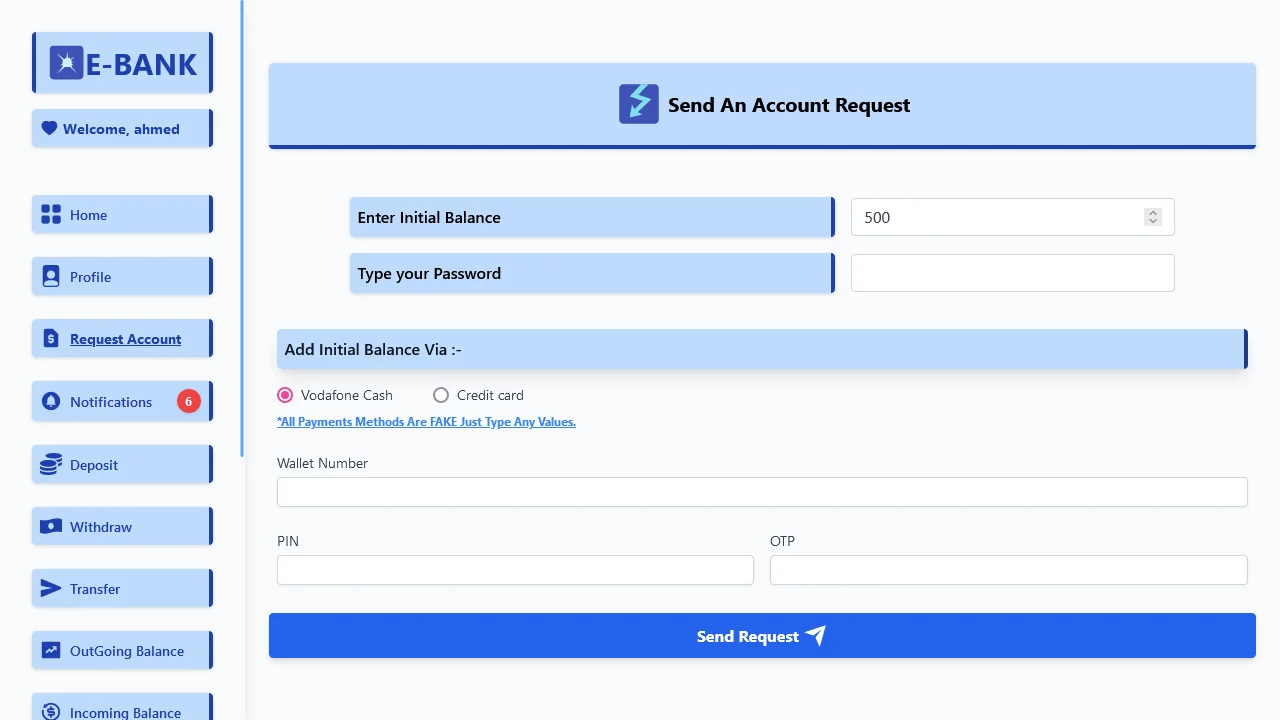 E-BANK
Welcome, ahmed
Home
Profile
Request Account
Notifications 6
Deposit
Withdraw
Transfer
OutGoing Balance
Incoming Balance
Send An Account Request
Enter Initial Balance
500
Type your Password
Add Initial Balance Via :-
Vodafone Cash Credit card
*All Payments Methods Are FAKE Just Type Any Values.
Wallet Number
PIN OTP
Send Request